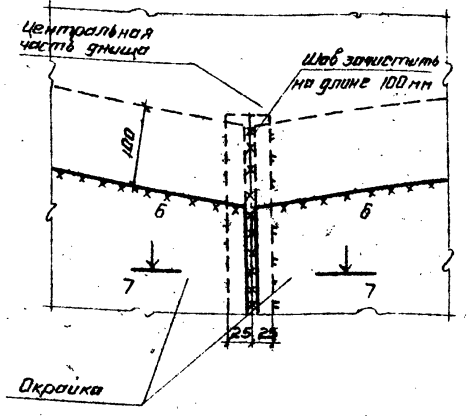 Центральная
часть днища
Шов зачистить
на длине 100 мм
100
6
6
7
7
25
25
Окрайка